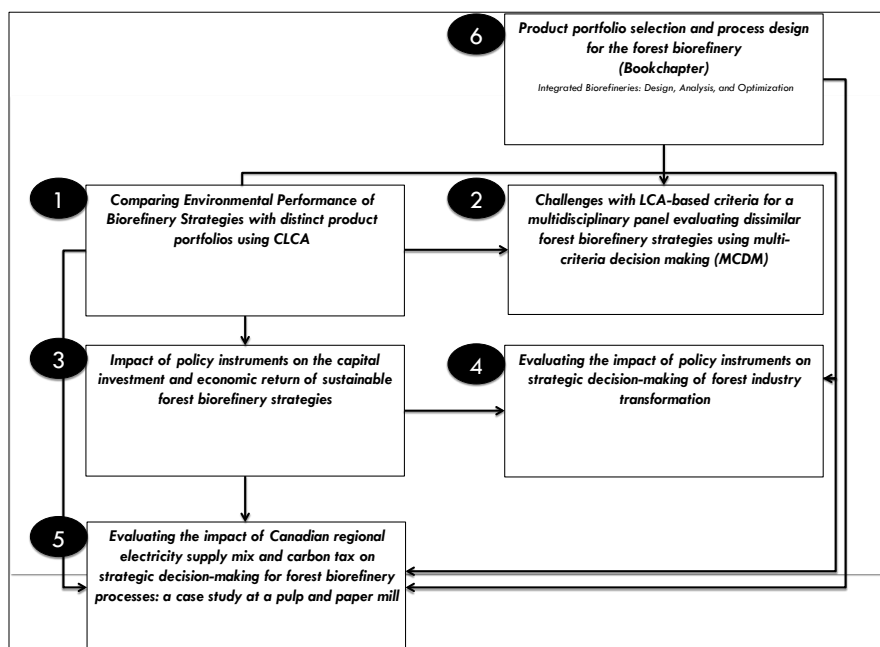 6
Product portfolio selection and process design
for the forest biorefinery
(Bookchapter)
Integrated Biorefineries: Design, Analysis, and Optimization
1
Comparing Environmental Performance of
Biorefinery Strategies with distinct product
portfolios using CLCA
2
Challenges with LCA-based criteria for a
multidisciplinary panel evaluating dissimilar
forest biorefinery strategies using multi-
criteria decision making (MCDM)
3
Impact of policy instruments on the capital
investment and economic return of sustainable
forest biorefinery strategies
4
Evaluating the impact of policy instruments on
strategic decision-making of forest industry
transformation
5
Evaluating the impact of Canadian regional
electricity supply mix and carbon tax on
strategic decision-making for forest biorefinery
processes: a case study at a pulp and paper mill